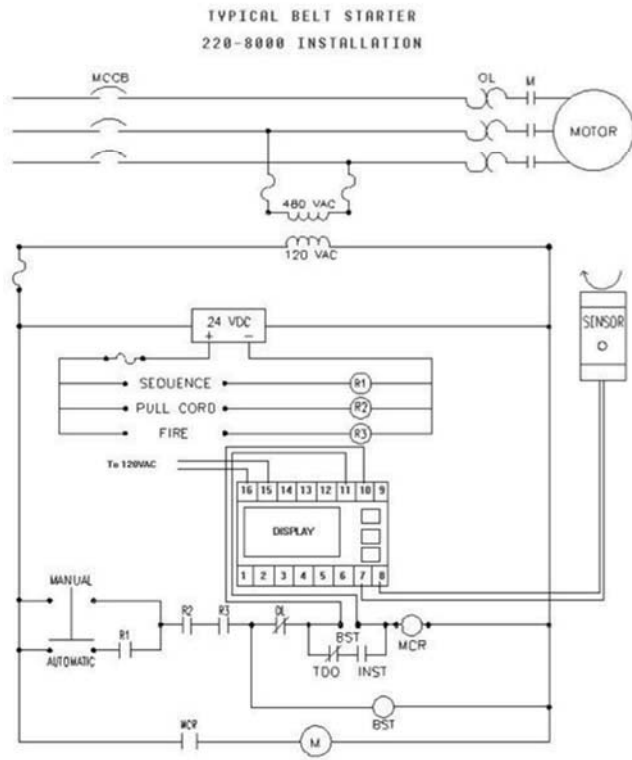 TYPICAL BELT STARTER
220-8000 INSTALLATION
MCCB
OL
M
MOTOR
480 VAC
120 VAC
24 VDC
+ -
SENSOR
SEQUENCE
R1
PULL CORD
R2
FIRE
R3
To 120VAC
16 15 14 13 12 11 10 9
DISPLAY
1 2 3 4 5 6 7 8
MANUAL
R2 R3 OL
R1
BST
MCR
AUTOMATIC
TDO INST
BST
MCR
M